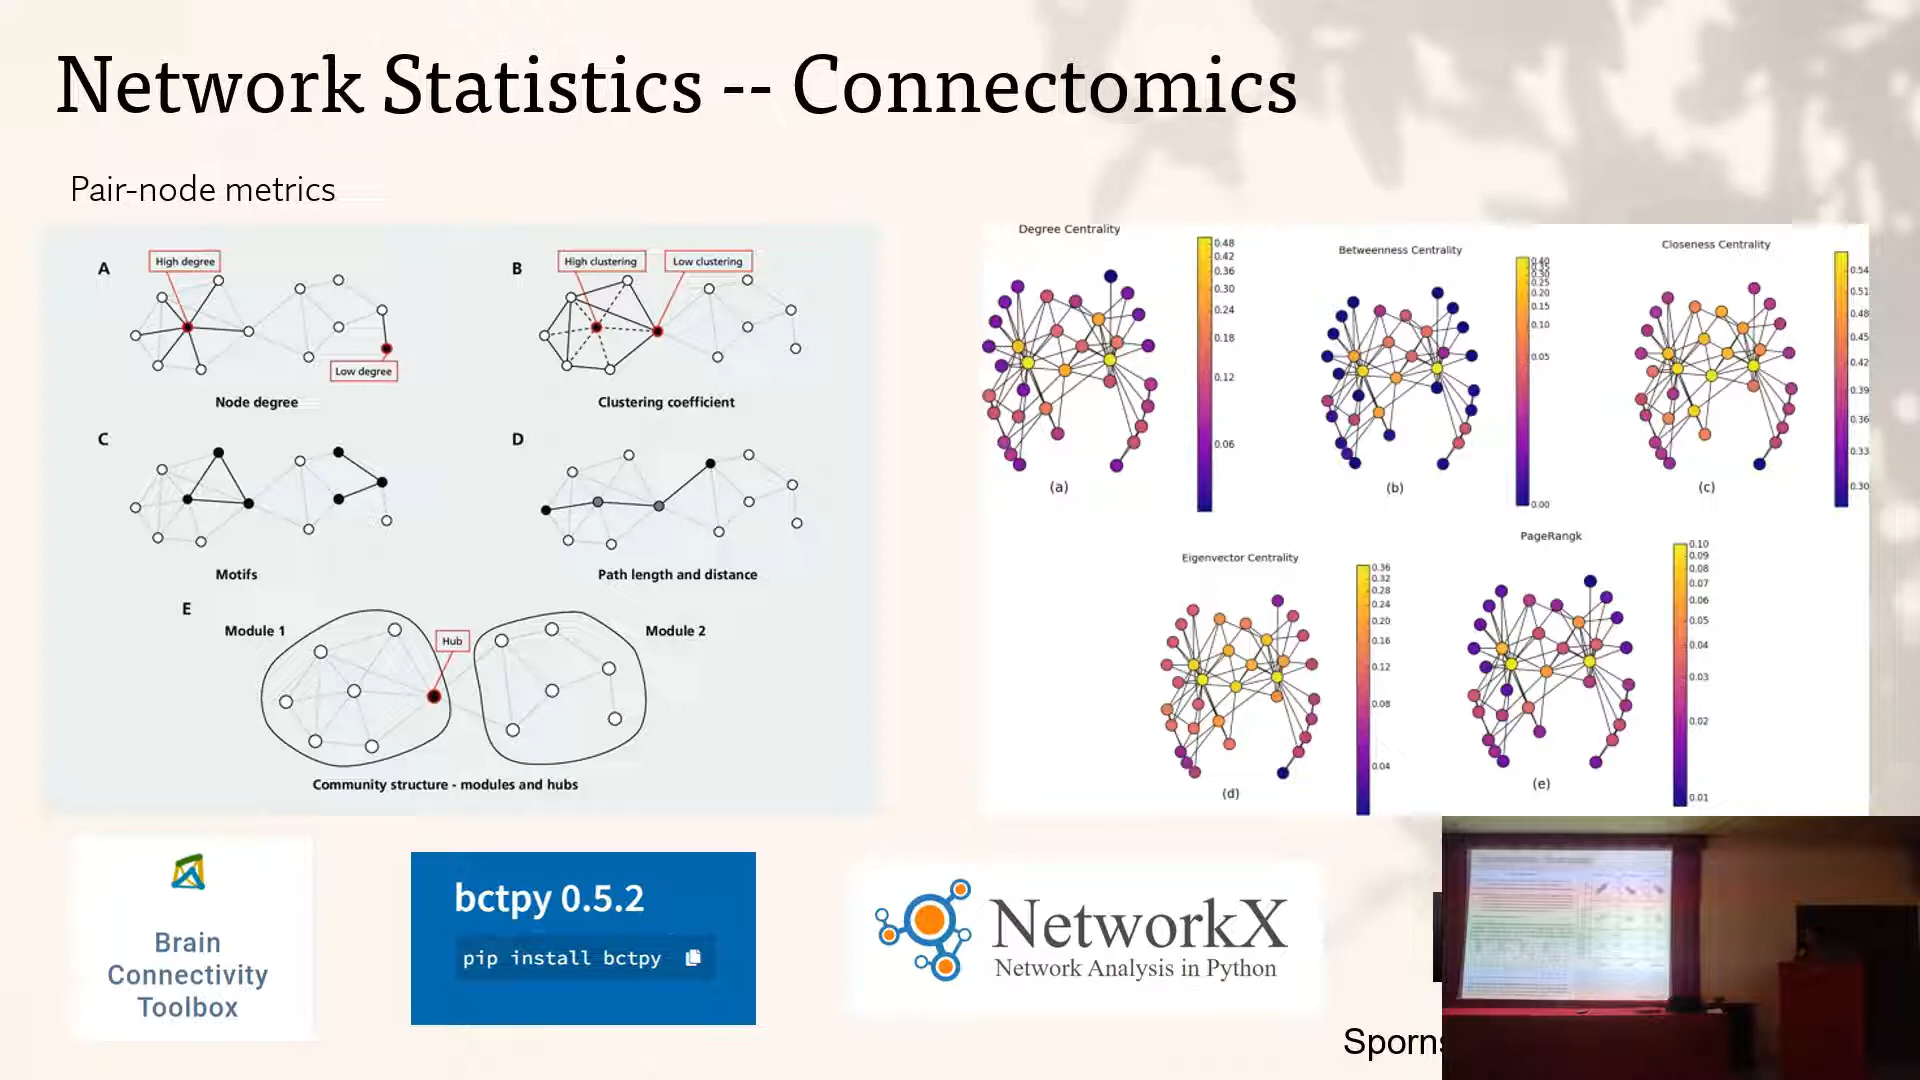 Network Statistics -- Connectomics
Pair-node metrics
A
High degree
Low degree
Node degree
B
High clustering
Low clustering
Clustering coefficient
C
Motifs
D
Path length and distance
E
Module 1
Hub
Module 2
Community structure - modules and hubs
Degree Centrality
0.48
0.42
0.36
0.30
0.24
0.18
0.12
0.06
(a)
Betweenness Centrality
0.40
0.35
0.30
0.25
0.20
0.15
0.10
0.05
0.00
(b)
Closeness Centrality
0.54
0.51
0.48
0.45
0.42
0.39
0.36
0.33
0.30
(c)
Eigenvector Centrality
0.36
0.32
0.28
0.24
0.20
0.16
0.12
0.08
0.04
(d)
PageRangk
0.10
0.09
0.08
0.07
0.06
0.05
0.04
0.03
0.02
0.01
(e)
Brain
Connectivity
Toolbox
bctpy 0.5.2
pip install bctpy
NetworkX
Network Analysis in Python
Sporns